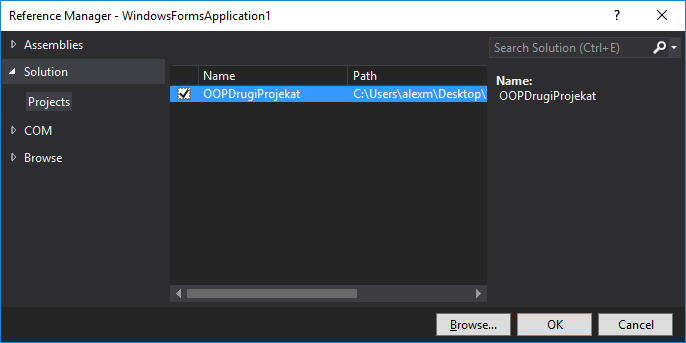 Reference Manager - WindowsFormsApplication1
? 
Assemblies
Solution
Projects
COM
Browse
Name Path
OOPDrugiProjekat C:\Users\alexm\Desktop\
Search Solution (Ctrl+E)
Name:
OOPDrugiProjekat
Browse... OK Cancel